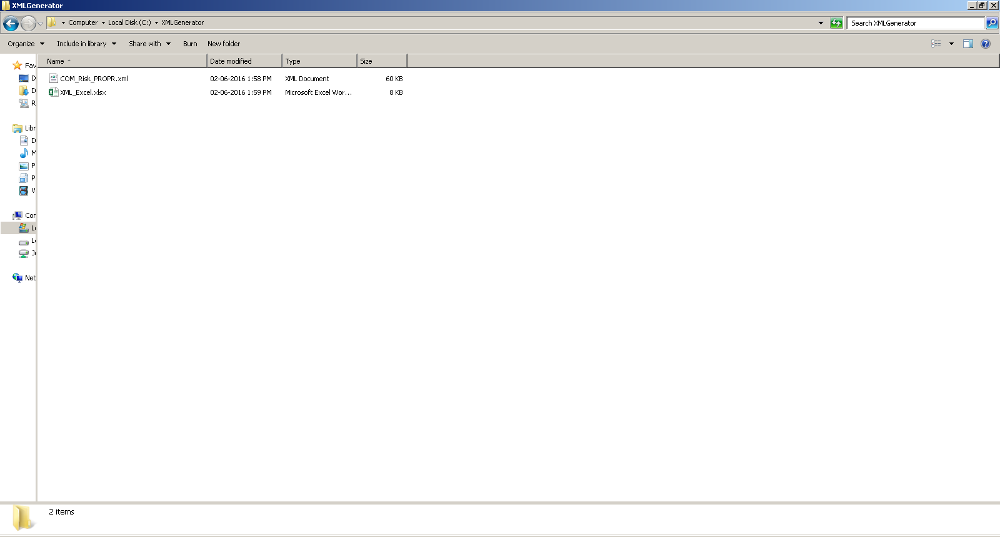 XMLGenerator
Computer Local Disk (C:) XMLGenerator Search XMLGenerator
Organize Include in library Share with Burn New folder
Name Date modified Type Size
COM_Risk_PROPR.xml 02-06-2016 1:58 PM XML Document 60 KB
XML_Excel.xlsx 02-06-2016 1:59 PM Microsoft Excel Wor... 8 KB
Fav
D
D
R
Libr
D
M
P
P
V
Cor
Lo
Lo
Net
2 items